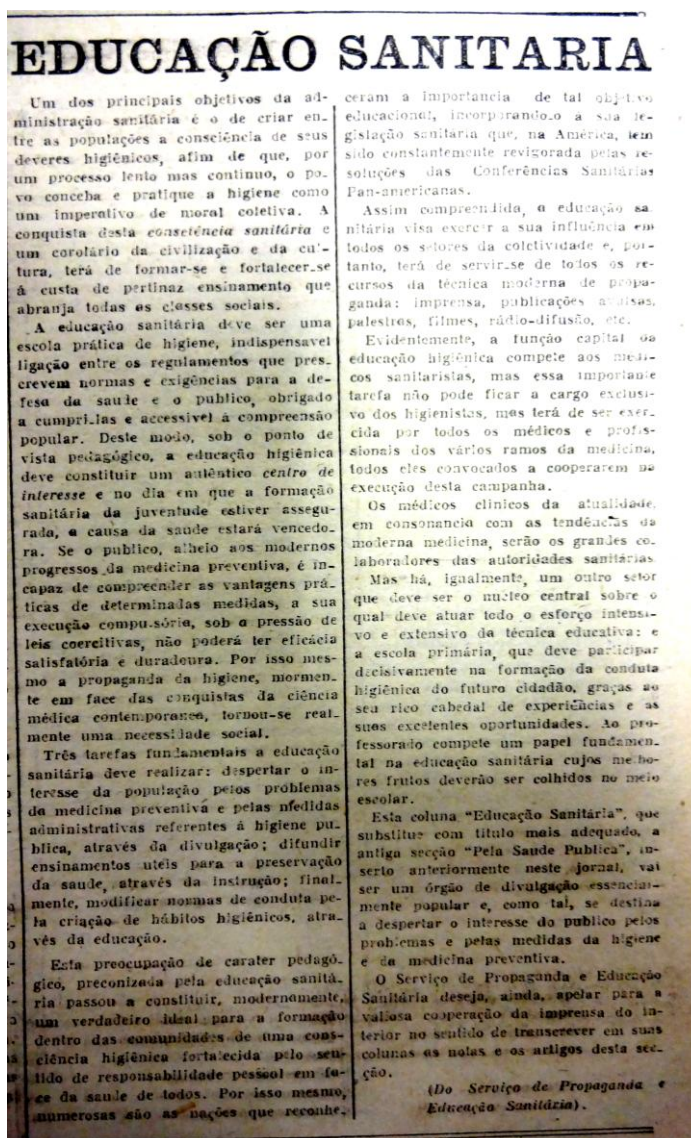 EDUCAÇÃO SANITARIA
Um dos principais objetivos da ad-
ministração sanitária é o de criar en-
tre as populações a consciência de seus
deveres higiênicos, afim de que, por
um processo lento mas continuo, o po-
vo conceba e pratique a higiene como
um imperativo de moral coletiva. A
conquista desta consciência sanitária e
um corolário da civilização e da cu'-
tura, terá de formar-se e fortalecer-se
á custa de pertinaz ensinamento que
abranja todas as classes sociais.
A educação sanitária deve ser uma
escola prática de higiene, indispensavel
ligação entre os regulamentos que pres-
crevem normas e exigências para a de-
fesa da saude e o publico, obrigado
a cumpri-las e accessivel à compreensão
popular. Deste modo, sob o ponto de
vista pedagógico, a educação higiênica
deve constituir um autêntico centro de
interesse e no dia em que a formação
sanitária da juventude estiver assegu-
rada, a causa da saude estará vencedo-
ra. Se o publico, alheio aos modernos
progressos da medicina preventiva, é in-
capaz de compreender as vantagens prá-
ticas de determinadas medidas, a sua
execução compu.sória, sob a pressão de
leis coercitivas, não poderá ter eficácia
satisfatória e duradoura. Por isso mes-
mo a propaganda da higiene, mormen-
te em face das conquistas da ciência
médica contemporanea, tornou-se real-
mente uma necessidade social.
Três tarefas fundamentais a educação
sanitária deve realizar: despertar o in-
teresse da população pelos problemas
da medicina preventiva e pelas medidas
administrativas referentes á higiene pu-
blica, através da divulgação; difundir
ensinamentos uteis para a preservação
da saude, através da instrução; final-
mente, modificar normas de conduta pe-
la criação de hábitos higiênicos, atra-
vés da educação.
Esta preocupação de carater pedagó-
gico, preconizada pela educação sanitá-
ria passou a constituir, modernamente,
um verdadeiro ideal para a formação
dentro das comunidades de uma cons-
ciência higiênica fortalecida pelo sen-
tido de responsabilidade pessoal em fa-
ce da saude de todos. Por isso mesmo,
numerosas são as nações que reconhe-
ceram a importancia de tal objetivo
educacional, incorporando-o à sua le-
gislação sanitaria que, na América, tem
sido constantemente revigorada pelas re-
soluções das Conferências Sanitárias
Pan-americanas.
Assim compreendida, a educação sa-
nitária visa exercer a sua influência em
todos os setores da coletividade e, por-
tanto, terá de servir-se de todos os re-
cursos da técnica moderna de propa-
ganda: imprensa, publicações avulsas,
palestras, filmes, rádio-difusão, etc.
Evidentemente, a função capital da
educação higiênica compete aos medi-
cos sanitaristas, mas essa importante
tarefa não pode ficar a cargo exclusi-
vo dos higienistas, mas terá de ser exer-
cida por todos os médicos e profis-
sionais dos vários ramos da medicina,
todos eles convocados a cooperarem na
execução desta campanha.
Os médicos clinicos da atualidade,
em consonancia com as tendências da
moderna medicina, serão os grandes co-
laboradores das autoridades sanitárias
Mas há, igualmente, um outro setor
que deve ser o nucleo central sobre o
qual deve atuar todo o esforço intensi-
vo e extensivo da técnica educativa: e
a escola primária, que deve participar
decisivamente na formação da conduta
higiênica do futuro cidadão, graças ao
seu rico cabedal de experiências e as
suas excelentes oportunidades. Ao pro-
fessorado compete um papel fundamen-
tal na educação sanitária cujos me'ho-
res frutos deverão ser colhidos no meio
escolar.
Esta coluna "Educação Sanitária", que
substitue com titulo mais adequado, a
antiga secção "Pela Saude Publica", in-
serto anteriormente neste jornal, vai
ser um órgão de divulgação essencial-
mente popular e, como tal, se destina
a despertar o interesse do publico pelos
problemas e pelas medidas da higiene
e da medicina preventiva.
O Serviço de Propaganda e Educação
Sanitária deseja, ainda, apelar para a
valiosa cooperação da imprensa do in-
terior no sentido de transcrever em suas
colunas as notas e os artigos desta sec-
ção.
(Do Serviço de Propaganda e
Educação Sanitária).